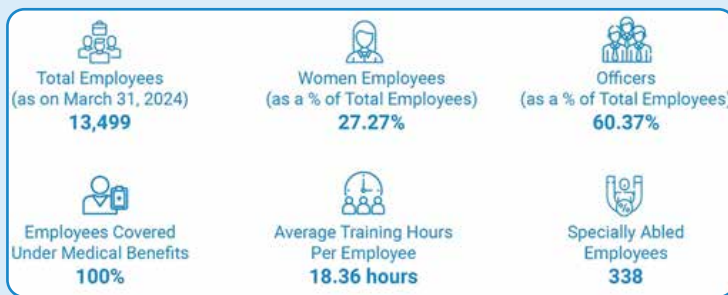 Total Employees
(as on March 31, 2024)
13,499
Women Employees
(as a % of Total Employees)
27.27%
Officers
(as a % of Total Employees)
60.37%
Employees Covered
Under Medical Benefits
100%
Average Training Hours
Per Employee
18.36 hours
Specially Abled
Employees
338